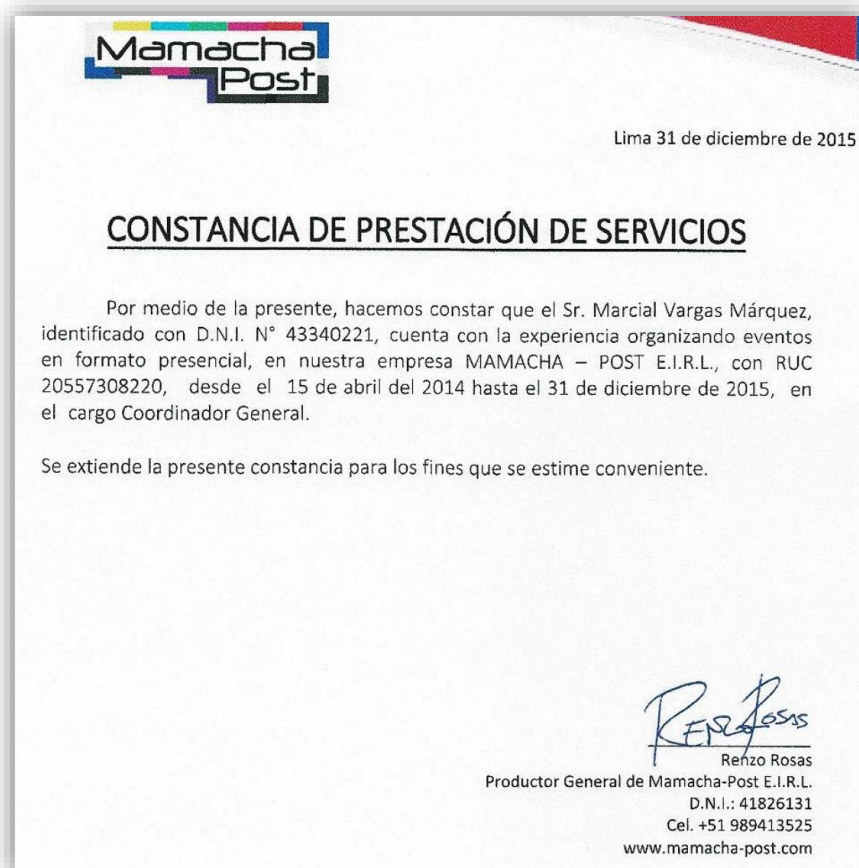 Mamacha
Post
Lima 31 de diciembre de 2015
CONSTANCIA DE PRESTACIÓN DE SERVICIOS
Por medio de la presente, hacemos constar que el Sr. Marcial Vargas Márquez,
identificado con D.N.I. N° 43340221, cuenta con la experiencia organizando eventos
en formato presencial, en nuestra empresa MAMACHA – POST E.I.R.L., con RUC
20557308220, desde el 15 de abril del 2014 hasta el 31 de diciembre de 2015, en
el cargo Coordinador General.
Se extiende la presente constancia para los fines que se estime conveniente.
Renzo Rosas
Renzo Rosas
Productor General de Mamacha-Post E.I.R.L.
D.N.I.: 41826131
Cel. +51 989413525
www.mamacha-post.com